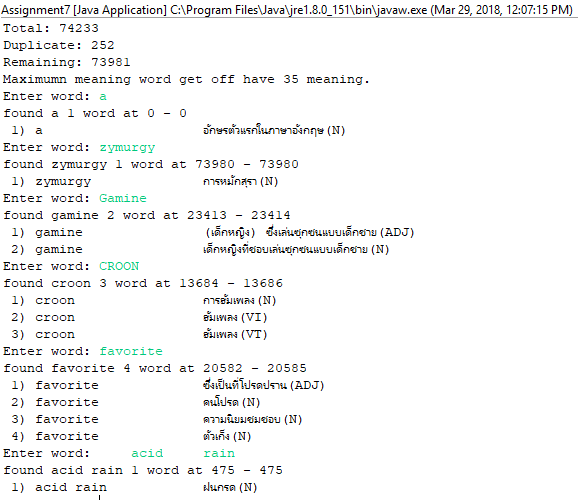 Assignment7 [Java Application] C:\Program Files\Java\jre1.8.0_151\bin\javaw.exe (Mar 29, 2018, 12:07:15 PM)
Total: 74233
Duplicate: 252
Remaining: 73981
Maximumn meaning word get off have 35 meaning.
Enter word: a
found a 1 word at 0 - 0
1) a อักษรตัวแรกในภาษาอังกฤษ (N)
Enter word: zymurgy
found zymurgy 1 word at 73980 - 73980
1) zymurgy การหมักสุรา (N)
Enter word: Gamine
found gamine 2 word at 23413 - 23414
1) gamine (เด็กหญิง) ซึ่งเล่นซุกซนแบบเด็กชาย (ADJ)
2) gamine เด็กหญิงที่ชอบเล่นซุกซนแบบเด็กชาย (N)
Enter word: CROON
found croon 3 word at 13684 - 13686
1) croon การฮัมเพลง (N)
2) croon ฮัมเพลง (VI)
3) croon ฮัมเพลง (VT)
Enter word: favorite
found favorite 4 word at 20582 - 20585
1) favorite ซึ่งเป็นที่โปรดปราน (ADJ)
2) favorite คนโปรด (N)
3) favorite ความนิยมชมชอบ (N)
4) favorite ตัวเก็ง (N)
Enter word: acid rain
found acid rain 1 word at 475 - 475
1) acid rain ฝนกรด (N)